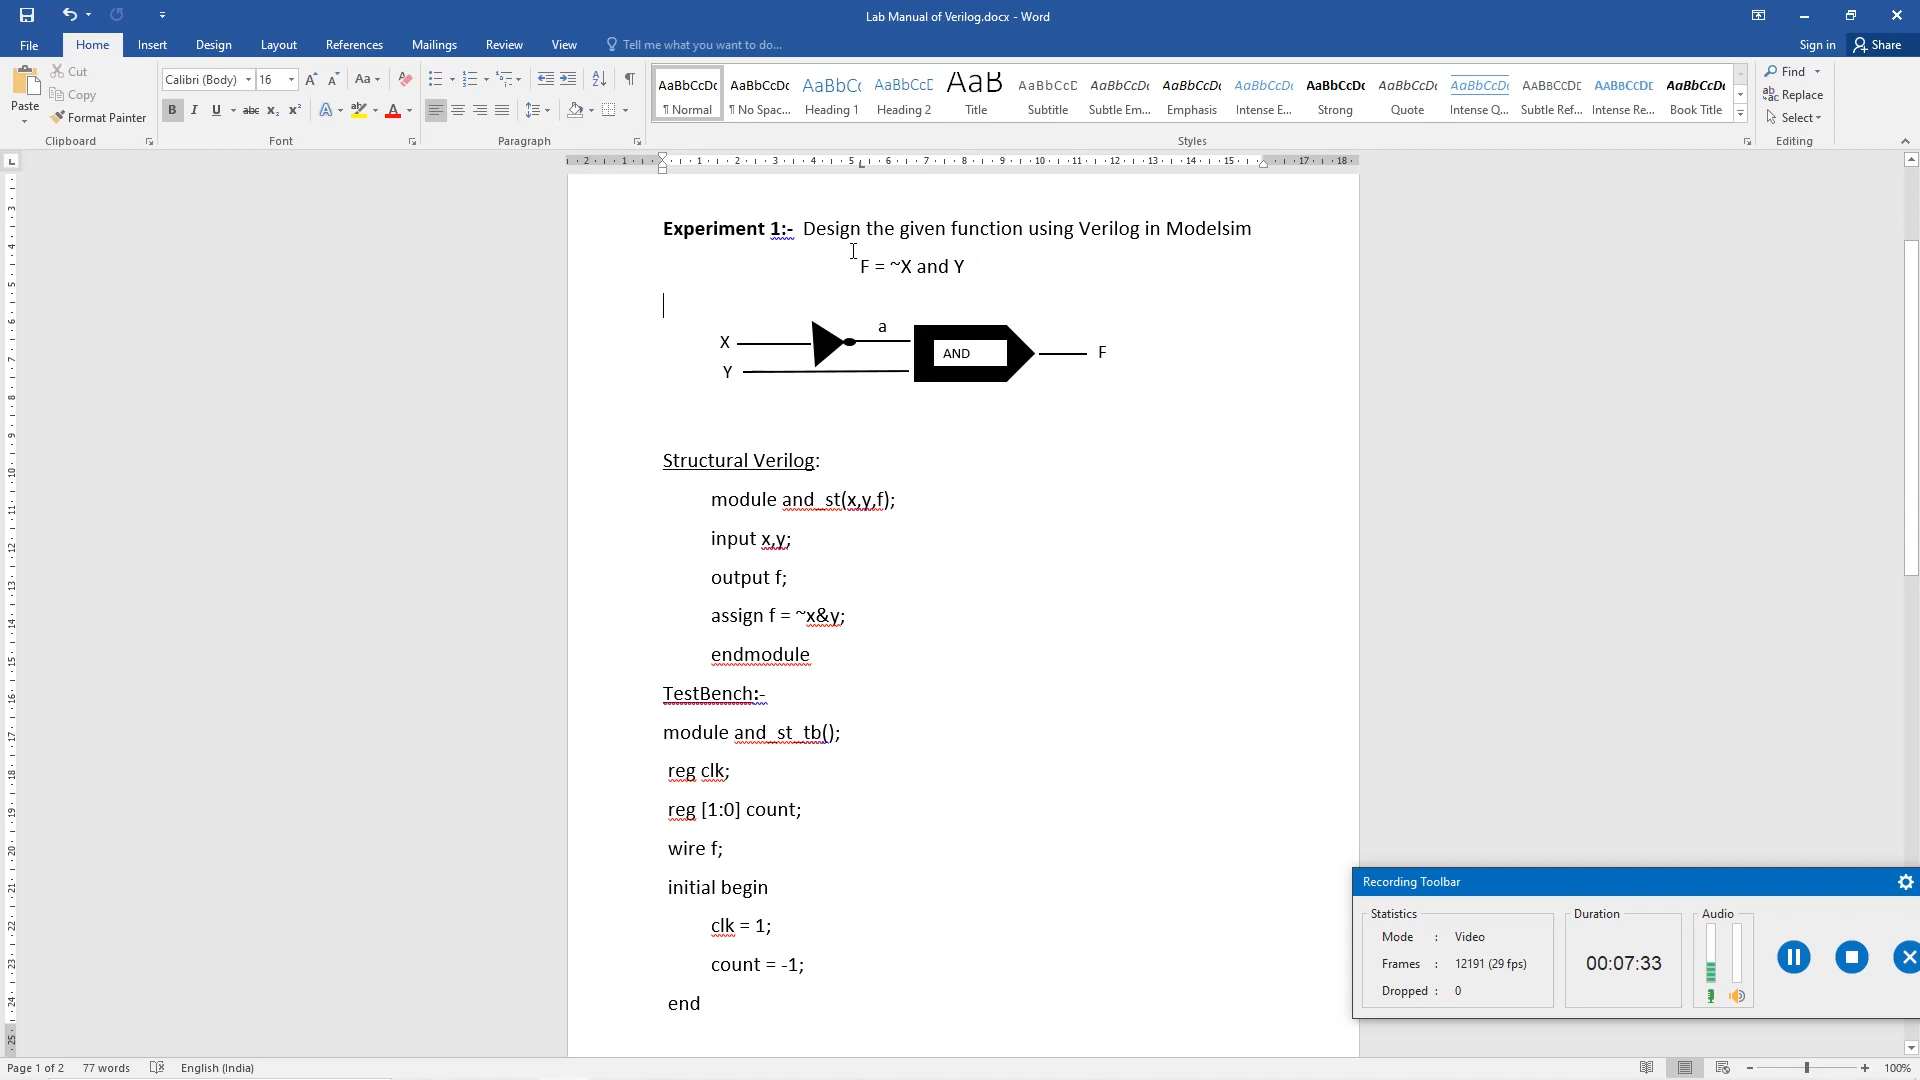 Lab Manual of Verilog.docx - Word
File Home Insert Design Layout References Mailings Review View Tell me what you want to do... Sign in Share
Paste
Cut
Copy
Format Painter
Clipboard
Calibri (Body) 16
Font
Paragraph
AaBbCcDc AaBbCcDc AaBbCc AaBbCcD AaB AaBbCcD AaBbCcDc AaBbCcDc AaBbCcDc AaBbCcDc AaBbCcDc AaBbCcDc AABBCCDC AABBCCDC AaBbCcDc
¶ Normal ¶ No Spac... Heading 1 Heading 2 Title Subtitle Subtle Em... Emphasis Intense E... Strong Quote Intense Q... Subtle Ref... Intense Re... Book Title
Styles
Find
Replace
Select
Editing
Experiment 1:- Design the given function using Verilog in Modelsim
F = ~X and Y
a
X
AND
F
Y
Structural Verilog:
module and_st(x,y,f);
input x,y;
output f;
assign f = ~x&y;
endmodule
TestBench:-
module and_st_tb();
reg clk;
reg [1:0] count;
wire f;
initial begin
clk = 1;
count = -1;
end
Recording Toolbar
Statistics
Mode : Video
Frames : 12191 (29 fps)
Dropped : 0
Duration
00:07:33
Audio
Page 1 of 2 77 words English (India) 100%